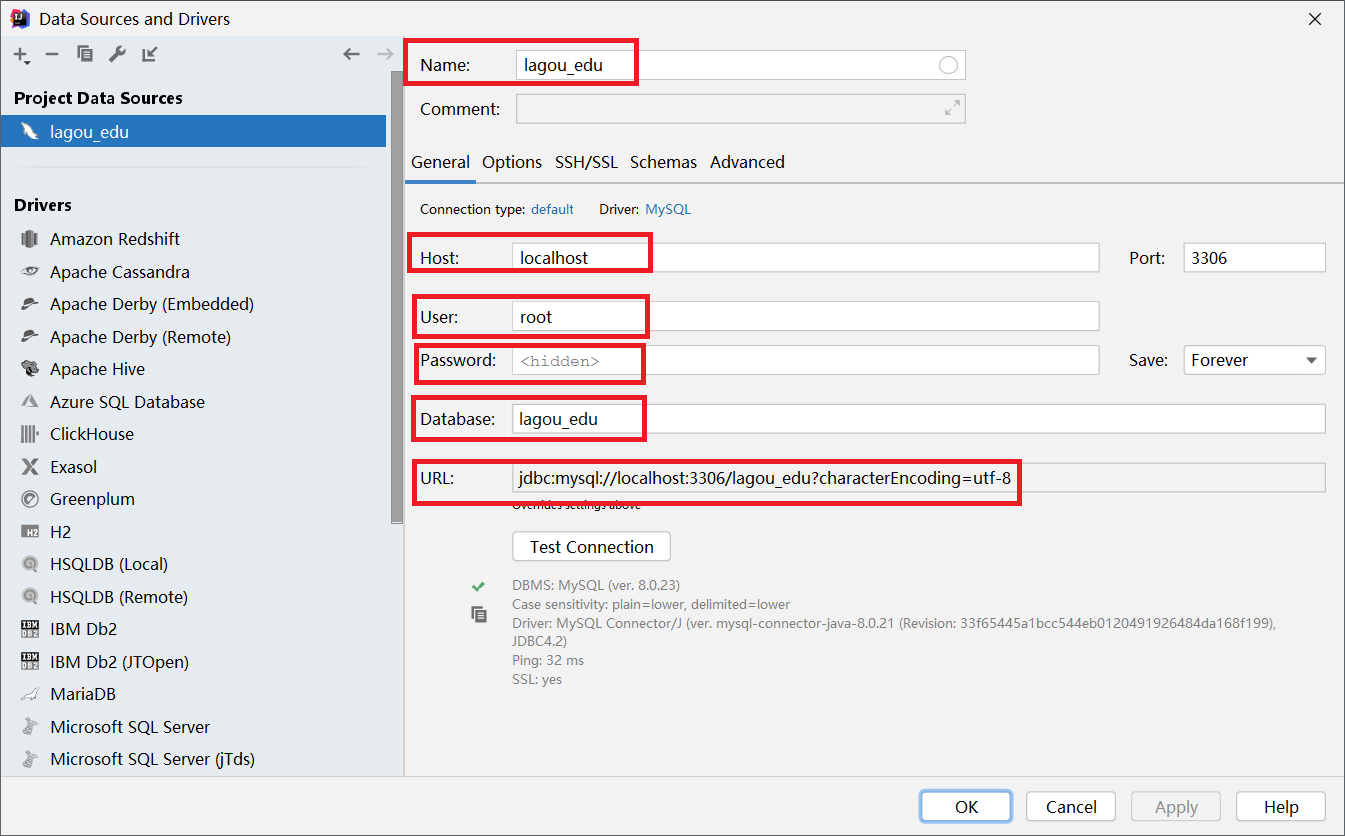 Data Sources and Drivers
Name: lagou_edu
Comment:
Project Data Sources
lagou_edu
General Options SSH/SSL Schemas Advanced
Connection type: default Driver: MySQL
Host: localhost Port: 3306
User: root
Password: <hidden> Save: Forever
Database: lagou_edu
URL: jdbc:mysql://localhost:3306/lagou_edu?characterEncoding=utf-8
Overrides settings above
Test Connection
DBMS: MySQL (ver. 8.0.23)
Case sensitivity: plain=lower, delimited=lower
Driver: MySQL Connector/J (ver. mysql-connector-java-8.0.21 (Revision: 33f65445a1bcc544eb0120491926484da168f199),
JDBC4.2)
Ping: 32 ms
SSL: yes
Drivers
Amazon Redshift
Apache Cassandra
Apache Derby (Embedded)
Apache Derby (Remote)
Apache Hive
Azure SQL Database
ClickHouse
Exasol
Greenplum
H2
HSQLDB (Local)
HSQLDB (Remote)
IBM Db2
IBM Db2 (JTOpen)
MariaDB
Microsoft SQL Server
Microsoft SQL Server (jTds)
OK Cancel Apply Help